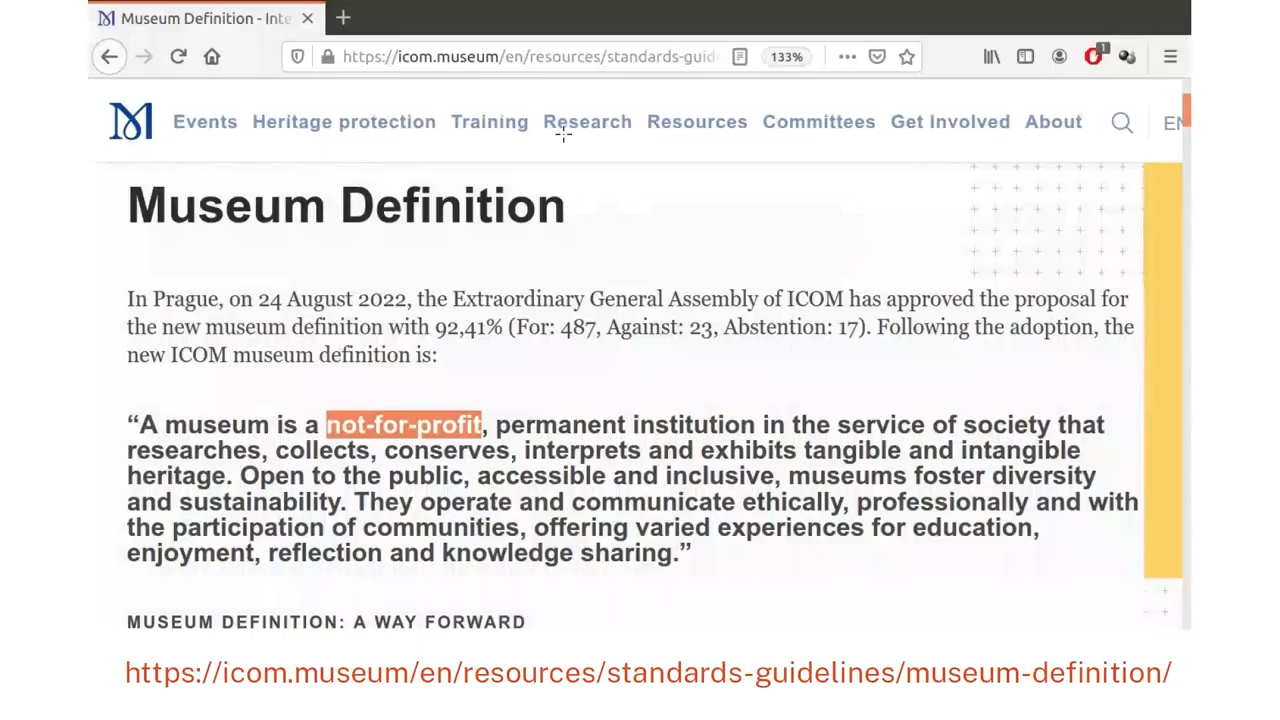 Museum Definition - Inte
https://icom.museum/en/resources/standards-guid
133%
1
Events Heritage protection Training Research Resources Committees Get Involved About EN
Museum Definition
In Prague, on 24 August 2022, the Extraordinary General Assembly of ICOM has approved the proposal for
the new museum definition with 92,41% (For: 487, Against: 23, Abstention: 17). Following the adoption, the
new ICOM museum definition is:
“A museum is a not-for-profit, permanent institution in the service of society that
researches, collects, conserves, interprets and exhibits tangible and intangible
heritage. Open to the public, accessible and inclusive, museums foster diversity
and sustainability. They operate and communicate ethically, professionally and with
the participation of communities, offering varied experiences for education,
enjoyment, reflection and knowledge sharing.”
MUSEUM DEFINITION: A WAY FORWARD
https://icom.museum/en/resources/standards-guidelines/museum-definition/